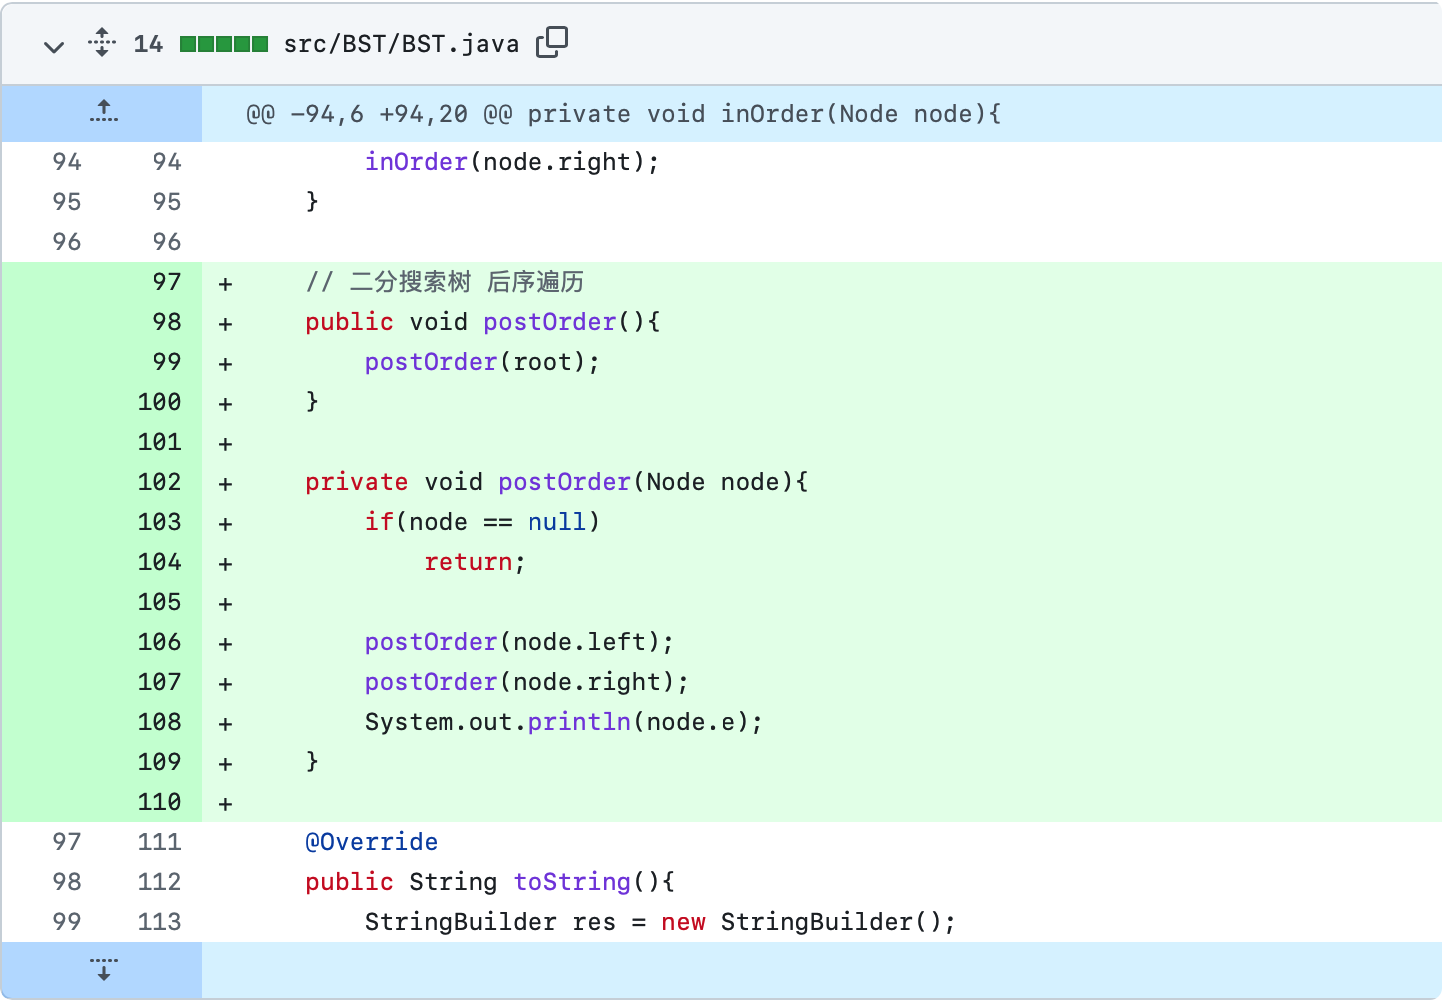 14 src/BST/BST.java
@@ -94,6 +94,20 @@ private void inOrder(Node node){
94 94 inOrder(node.right);
95 95 }
96 96
97 + // 二分搜索树 后序遍历
98 + public void postOrder(){
99 + postOrder(root);
100 + }
101 +
102 + private void postOrder(Node node){
103 + if(node == null)
104 + return;
105 +
106 + postOrder(node.left);
107 + postOrder(node.right);
108 + System.out.println(node.e);
109 + }
110 +
97 111 @Override
98 112 public String toString(){
99 113 StringBuilder res = new StringBuilder();